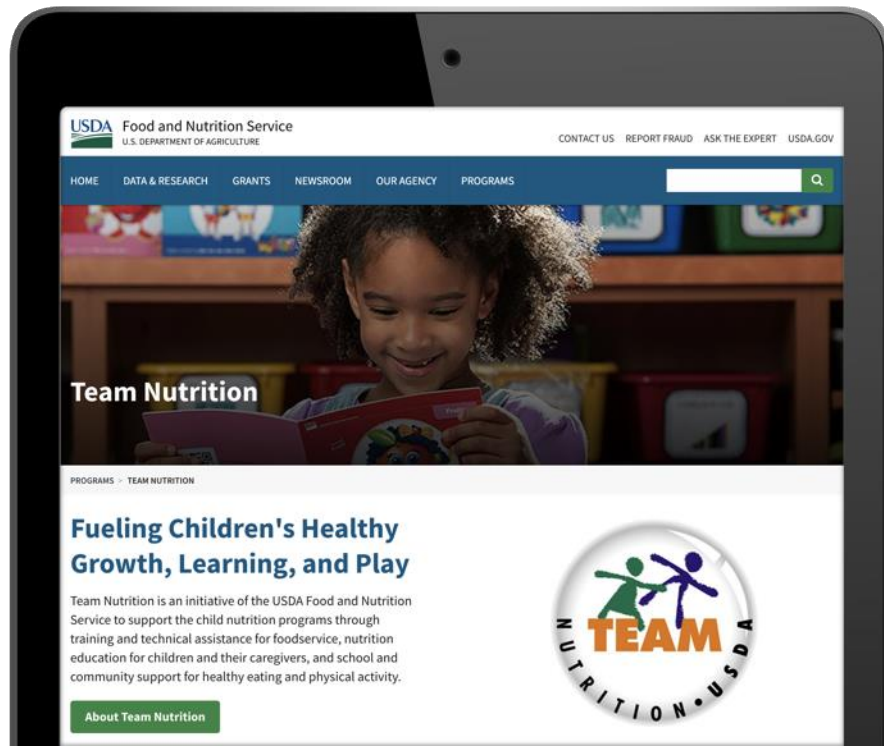 USDA Food and Nutrition Service
U.S. DEPARTMENT OF AGRICULTURE
CONTACT US REPORT FRAUD ASK THE EXPERT USDA.GOV
HOME DATA & RESEARCH GRANTS NEWSROOM OUR AGENCY PROGRAMS
Team Nutrition
PROGRAMS > TEAM NUTRITION
Fueling Children's Healthy
Growth, Learning, and Play
Team Nutrition is an initiative of the USDA Food and Nutrition
Service to support the child nutrition programs through
training and technical assistance for foodservice, nutrition
education for children and their caregivers, and school and
community support for healthy eating and physical activity.
About Team Nutrition
TEAM
NUTRITION • USDA